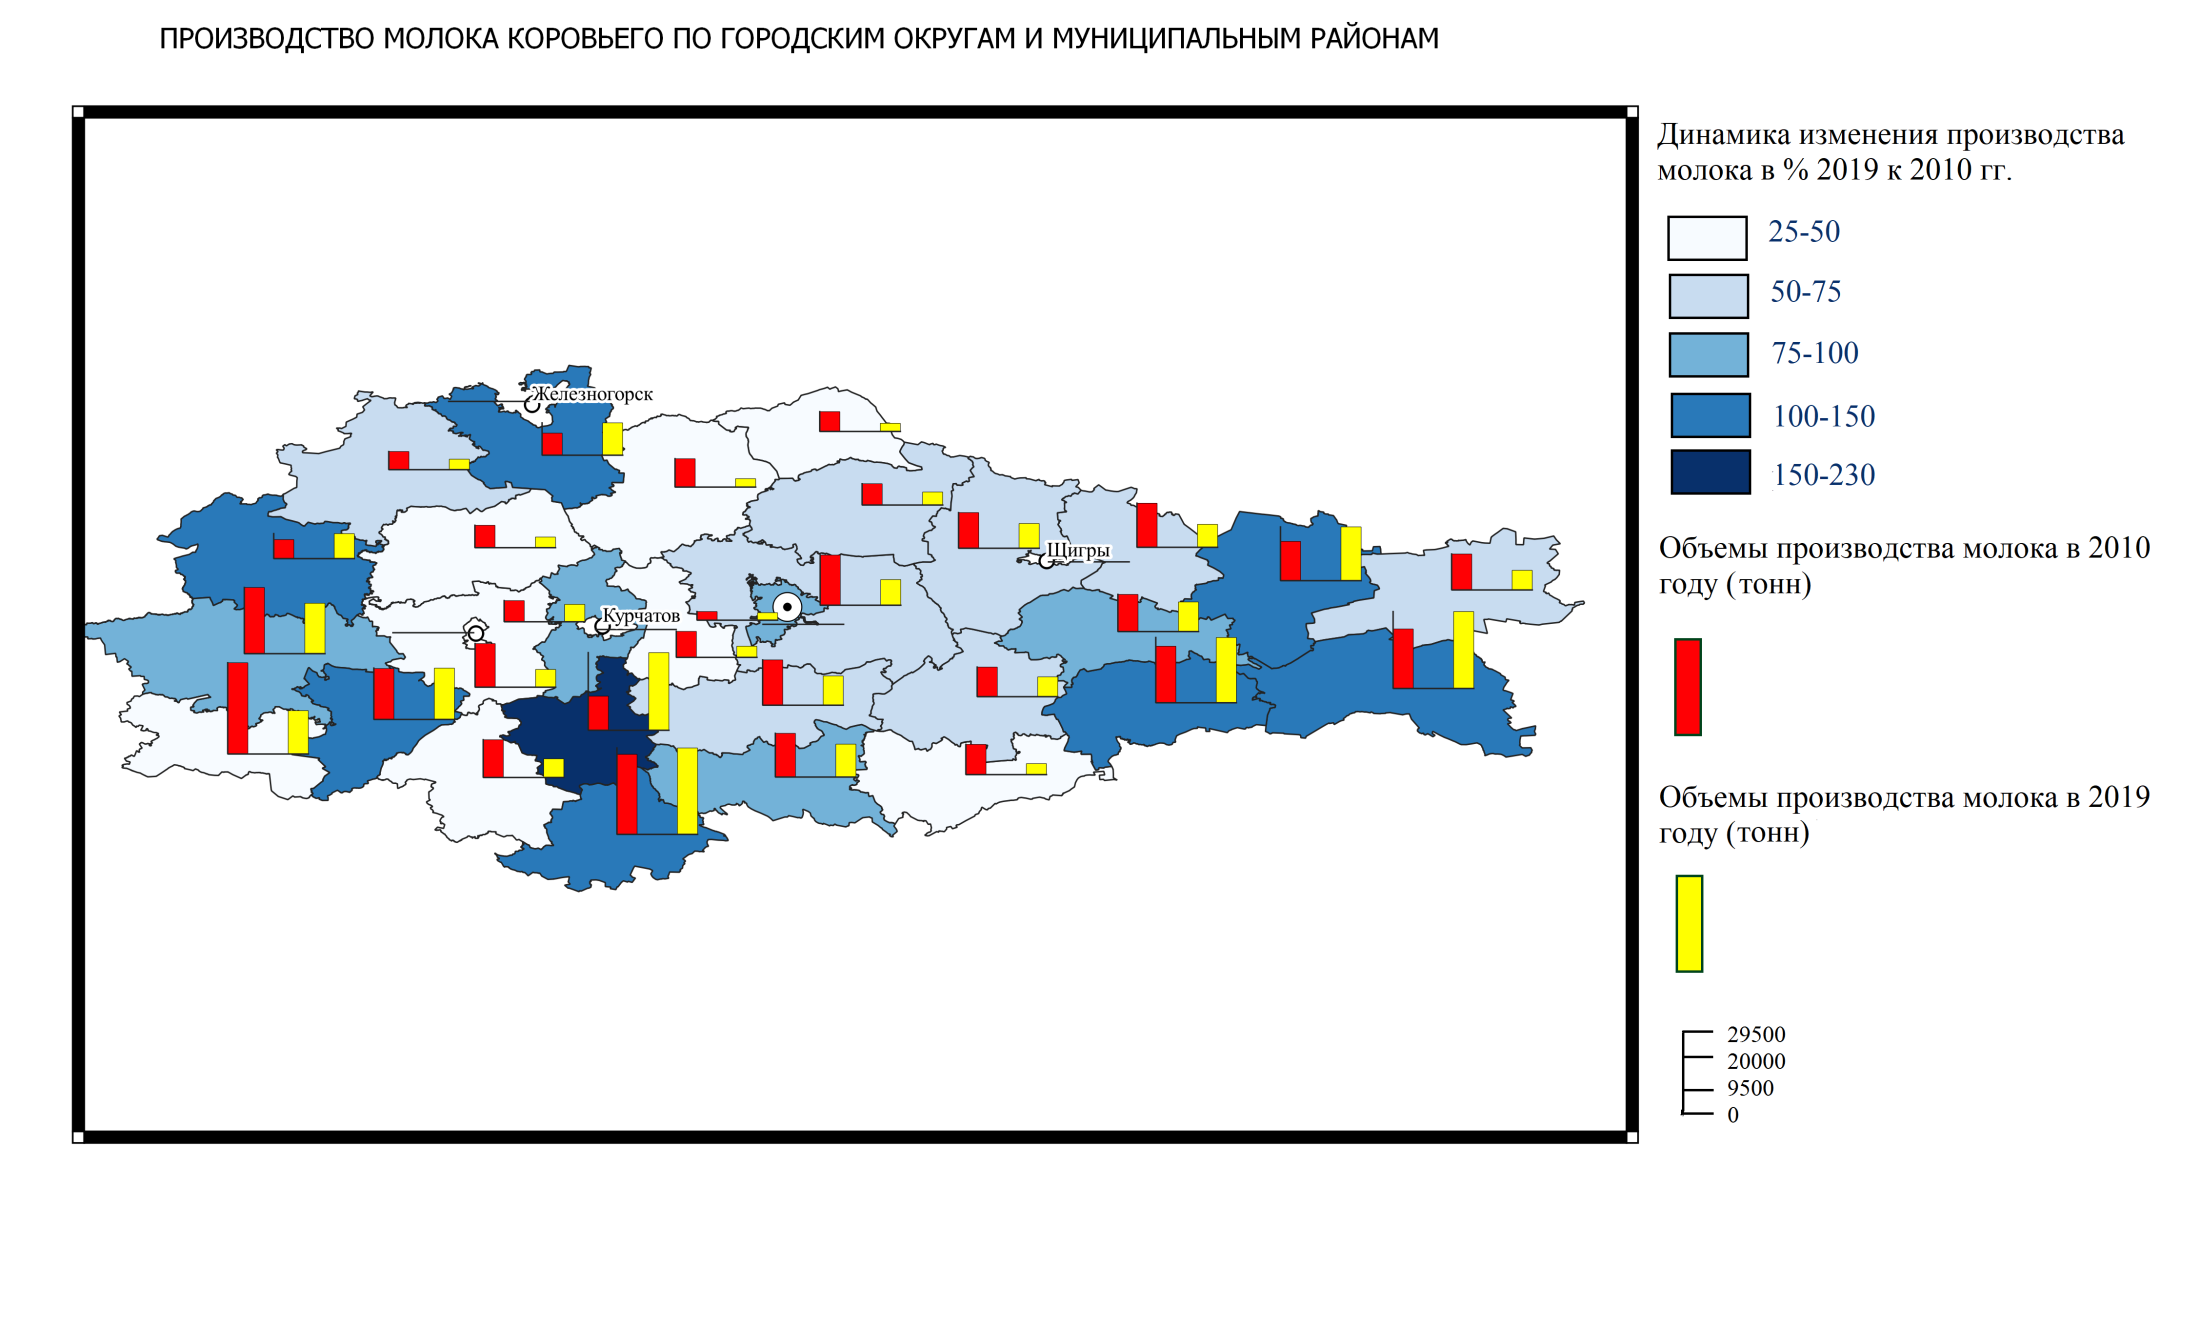 ПРОИЗВОДСТВО МОЛОКА КОРОВЬЕГО ПО ГОРОДСКИМ ОКРУГАМ И МУНИЦИПАЛЬНЫМ РАЙОНАМ
Динамика изменения производства
молока в % 2019 к 2010 гг.
25-50
50-75
75-100
100-150
150-230
Объемы производства молока в 2010
году (тонн)
Объемы производства молока в 2019
году (тонн)
29500
20000
9500
0
Железногорск
Щигры
Курчатов